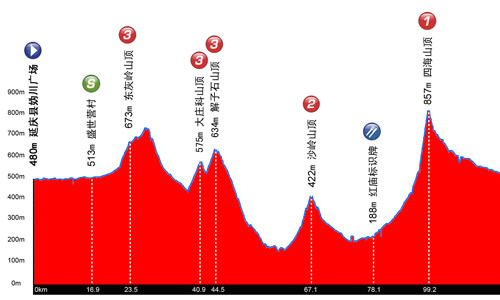 480m 延庆县妫川广场
S
513m 盛世营村
3
673m 东灰岭山顶
3
575m 大庄科山顶
3
634m 解子石山顶
2
422m 沙岭山顶
188m 红庙标识牌
1
857m 四海山顶
900m
800m
700m
600m
500m
400m
300m
200m
100m
0m
0km 16.9 23.5 40.9 44.5 67.1 78.1 99.2